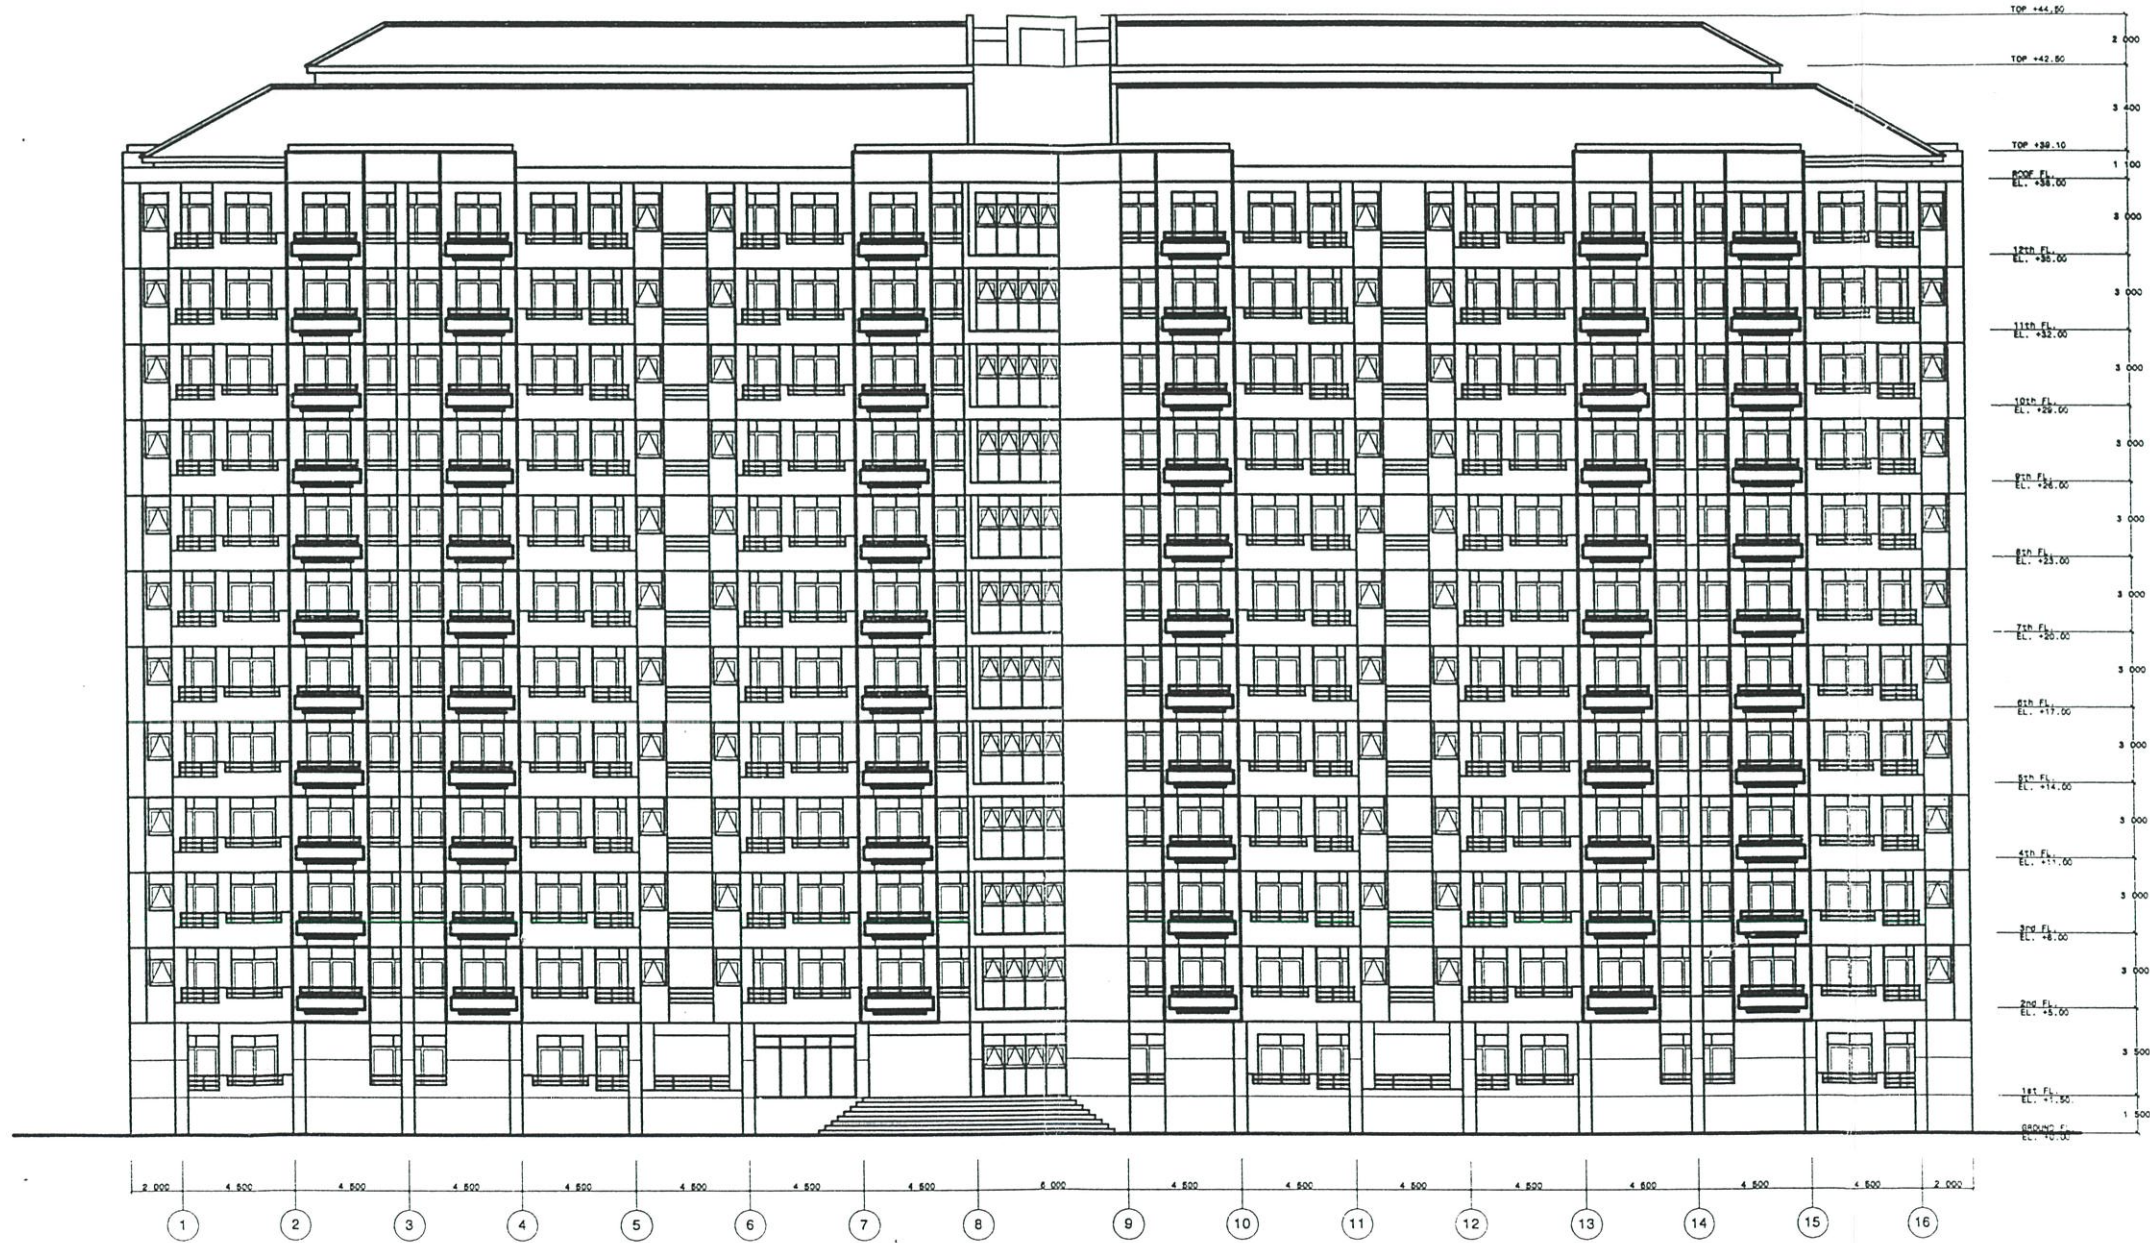 TOP +44.50
2 000
TOP +42.50
3 400
TOP +39.10
1 100
ROOF FL.
EL. +38.00
3 000
12th FL.
EL. +35.00
3 000
11th FL.
EL. +32.00
3 000
10th FL.
EL. +29.00
3 000
9th FL.
EL. +26.00
3 000
8th FL.
EL. +23.00
3 000
7th FL.
EL. +20.00
3 000
6th FL.
EL. +17.00
3 000
5th FL.
EL. +14.00
3 000
4th FL.
EL. +11.00
3 000
3rd FL.
EL. +8.00
3 000
2nd FL.
EL. +5.00
3 500
1st FL.
EL. +1.50
1 500
GROUND FL.
EL. +0.00
2 000 4 500 4 500 4 500 4 500 4 500 4 500 4 500 6 000 4 500 4 500 4 500 4 500 4 500 4 500 4 500 2 000
1 2 3 4 5 6 7 8 9 10 11 12 13 14 15 16